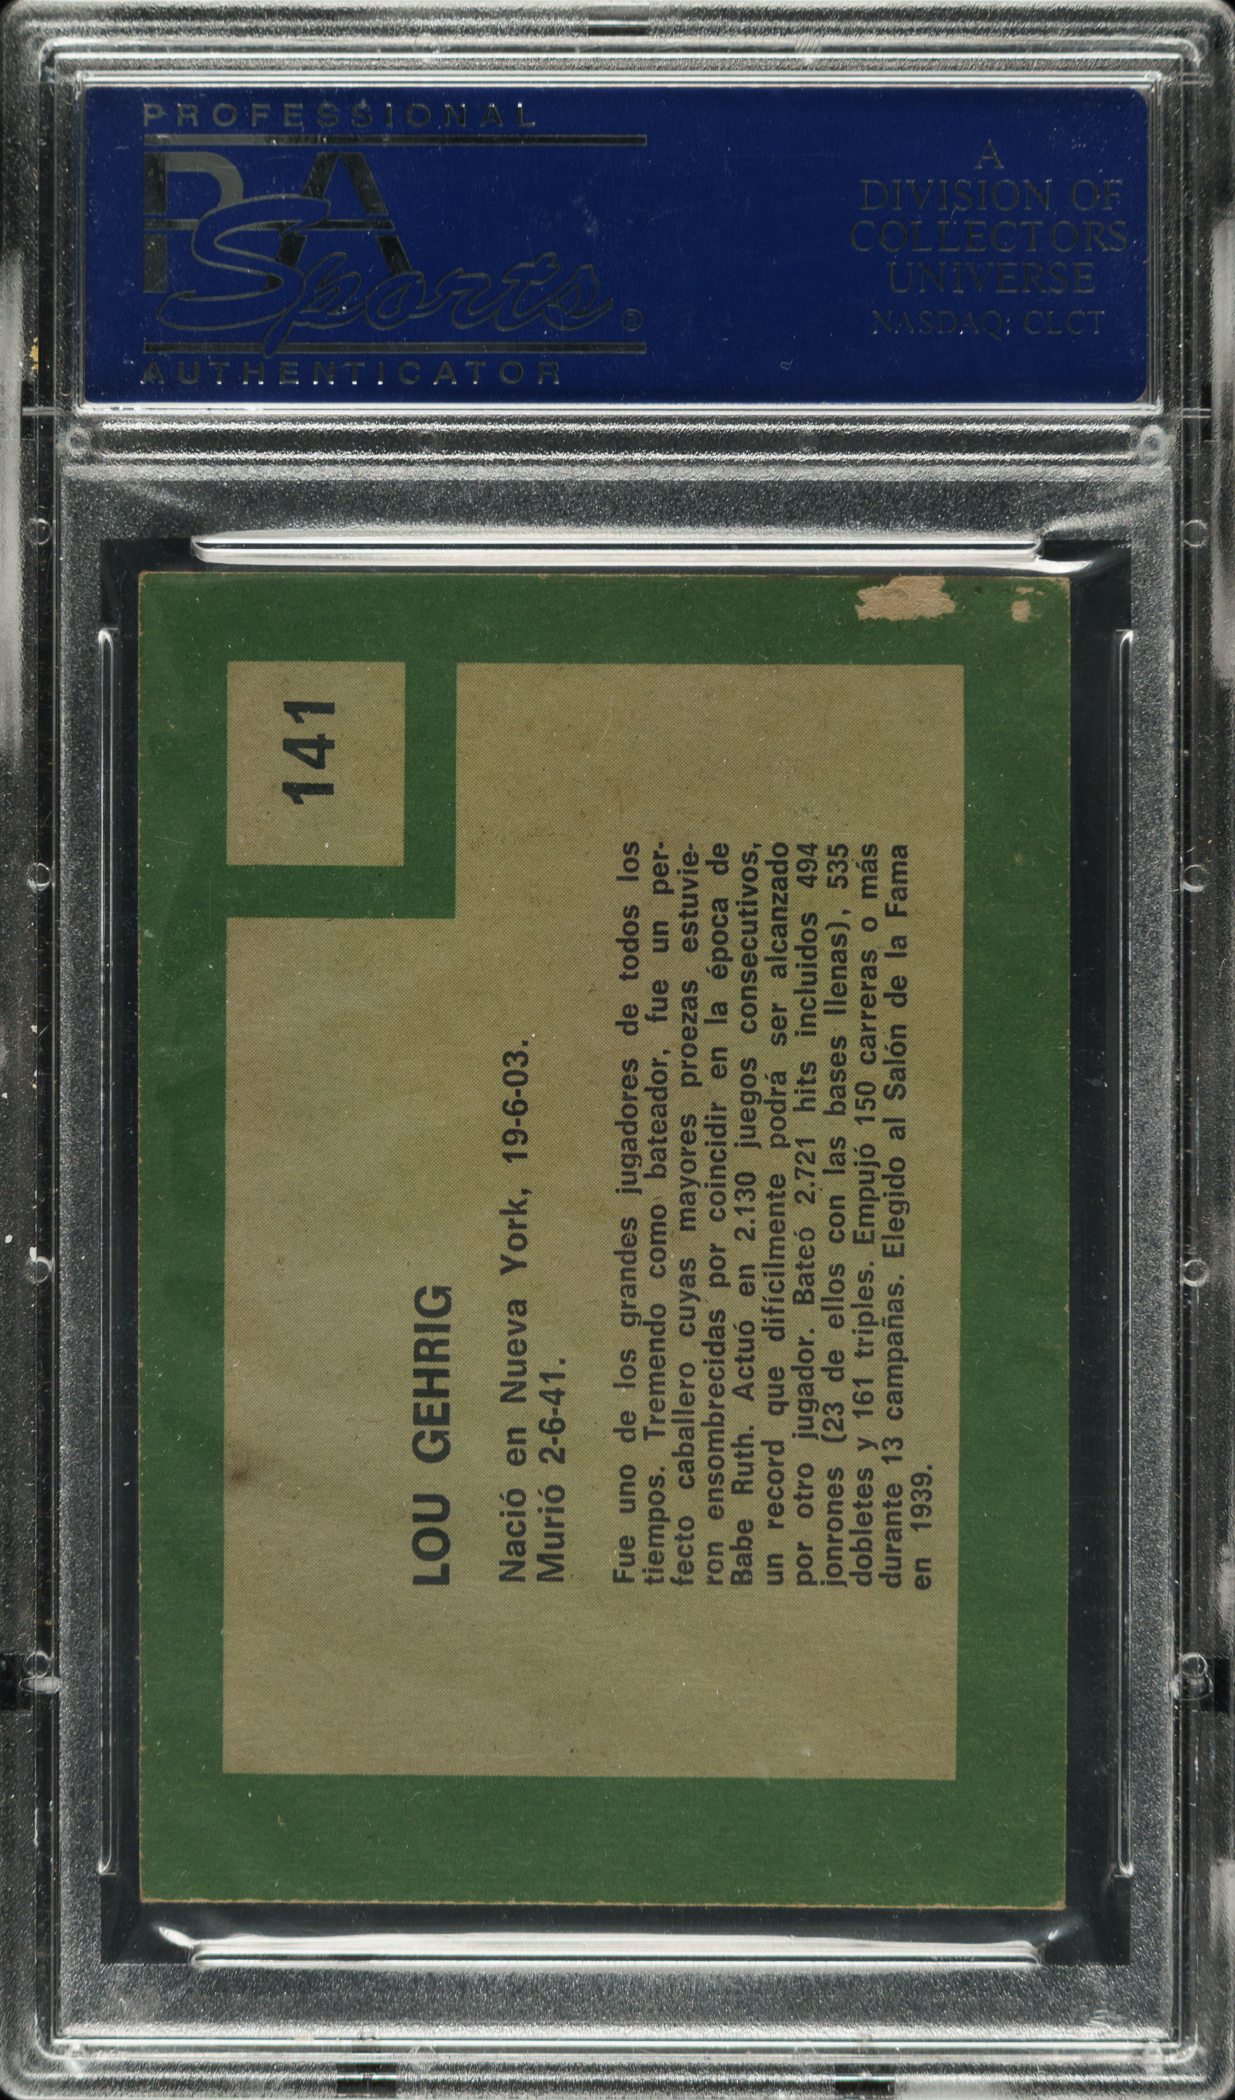 PROFESSIONAL
PSA
Sports®
AUTHENTICATOR
A
DIVISION OF
COLLECTORS
UNIVERSE
NASDAQ: CLCT
141
LOU GEHRIG
Nació en Nueva York, 19-6-03.
Murió 2-6-41.
Fue uno de los grandes jugadores de todos los
tiempos. Tremendo como bateador, fue un per-
fecto caballero cuyas mayores proezas estuvie-
ron ensombrecidas por coincidir en la época de
Babe Ruth. Actuó en 2.130 juegos consecutivos,
un record que difícilmente podrá ser alcanzado
por otro jugador. Bateó 2.721 hits incluidos 494
jonrones (23 de ellos con las bases llenas), 535
dobletes y 161 triples. Empujó 150 carreras o más
durante 13 campañas. Elegido al Salón de la Fama
en 1939.